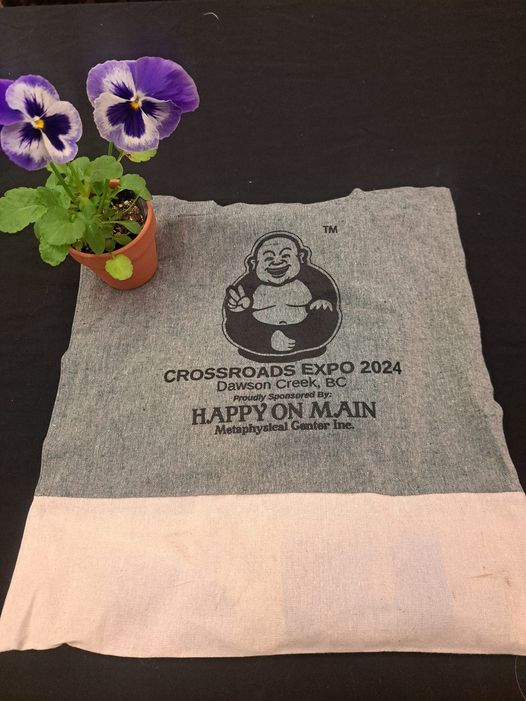 TM
CROSSROADS EXPO 2024
Dawson Creek, BC
Proudly Sponsored By:
HAPPY ON MAIN
Metaphysical Center Inc.